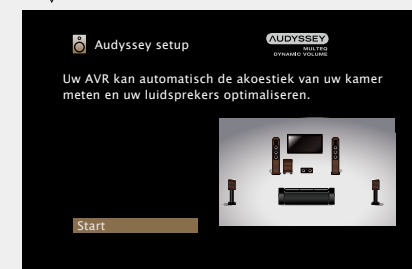 Audyssey setup
AUDYSSEY
MULTEQ
DYNAMIC VOLUME
Uw AVR kan automatisch de akoestiek van uw kamer
meten en uw luidsprekers optimaliseren.
Start